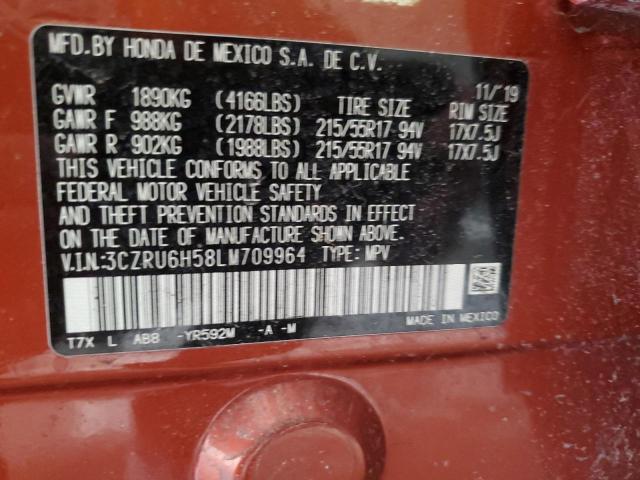 MFD. BY HONDA DE MEXICO S.A. DE C.V.
11/'19
GVWR 1890KG (4166LBS) TIRE SIZE RIM SIZE
GAWR F 988KG (2178LBS) 215/55R17 94V 17X7.5J
GAWR R 902KG (1988LBS) 215/55R17 94V 17X7.5J
THIS VEHICLE CONFORMS TO ALL APPLICABLE
FEDERAL MOTOR VEHICLE SAFETY
AND THEFT PREVENTION STANDARDS IN EFFECT
ON THE DATE OF MANUFACTURE SHOWN ABOVE.
V.I.N.:3CZRU6H58LM709964 TYPE: MPV
MADE IN MEXICO
T7X L AB8 -YR592M -A -M